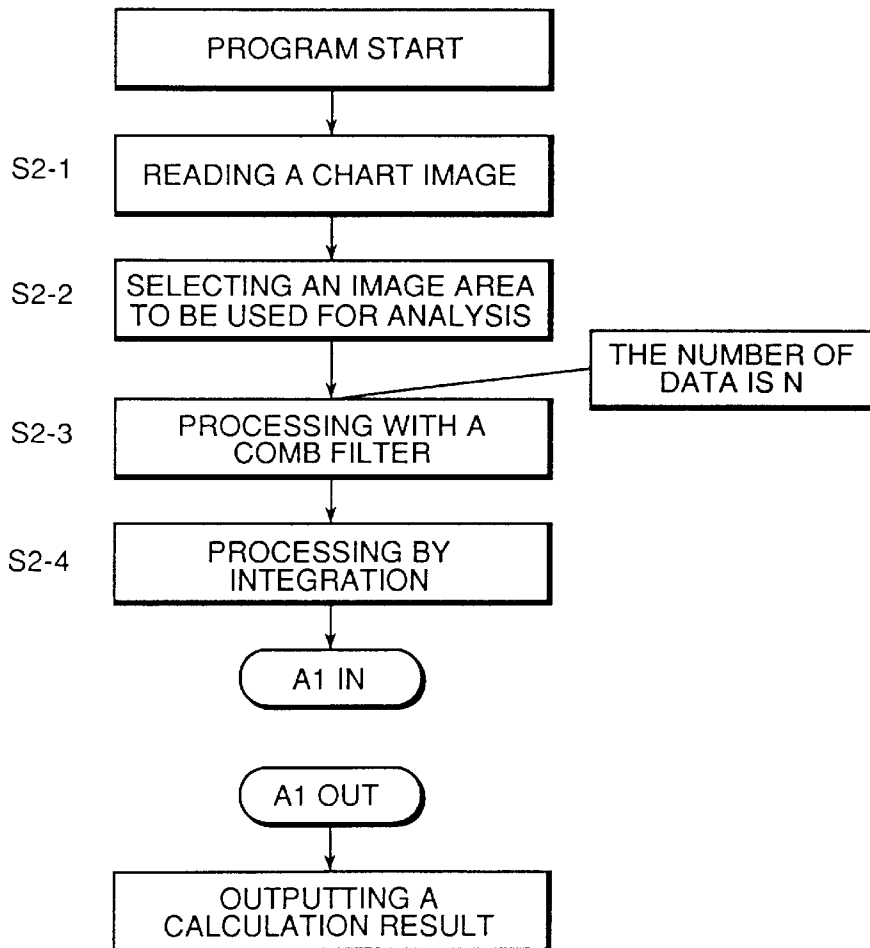 PROGRAM START
S2-1
READING A CHART IMAGE
S2-2
SELECTING AN IMAGE AREA
TO BE USED FOR ANALYSIS
THE NUMBER OF
DATA IS N
S2-3
PROCESSING WITH A
COMB FILTER
S2-4
PROCESSING BY
INTEGRATION
A1 IN
A1 OUT
OUTPUTTING A
CALCULATION RESULT